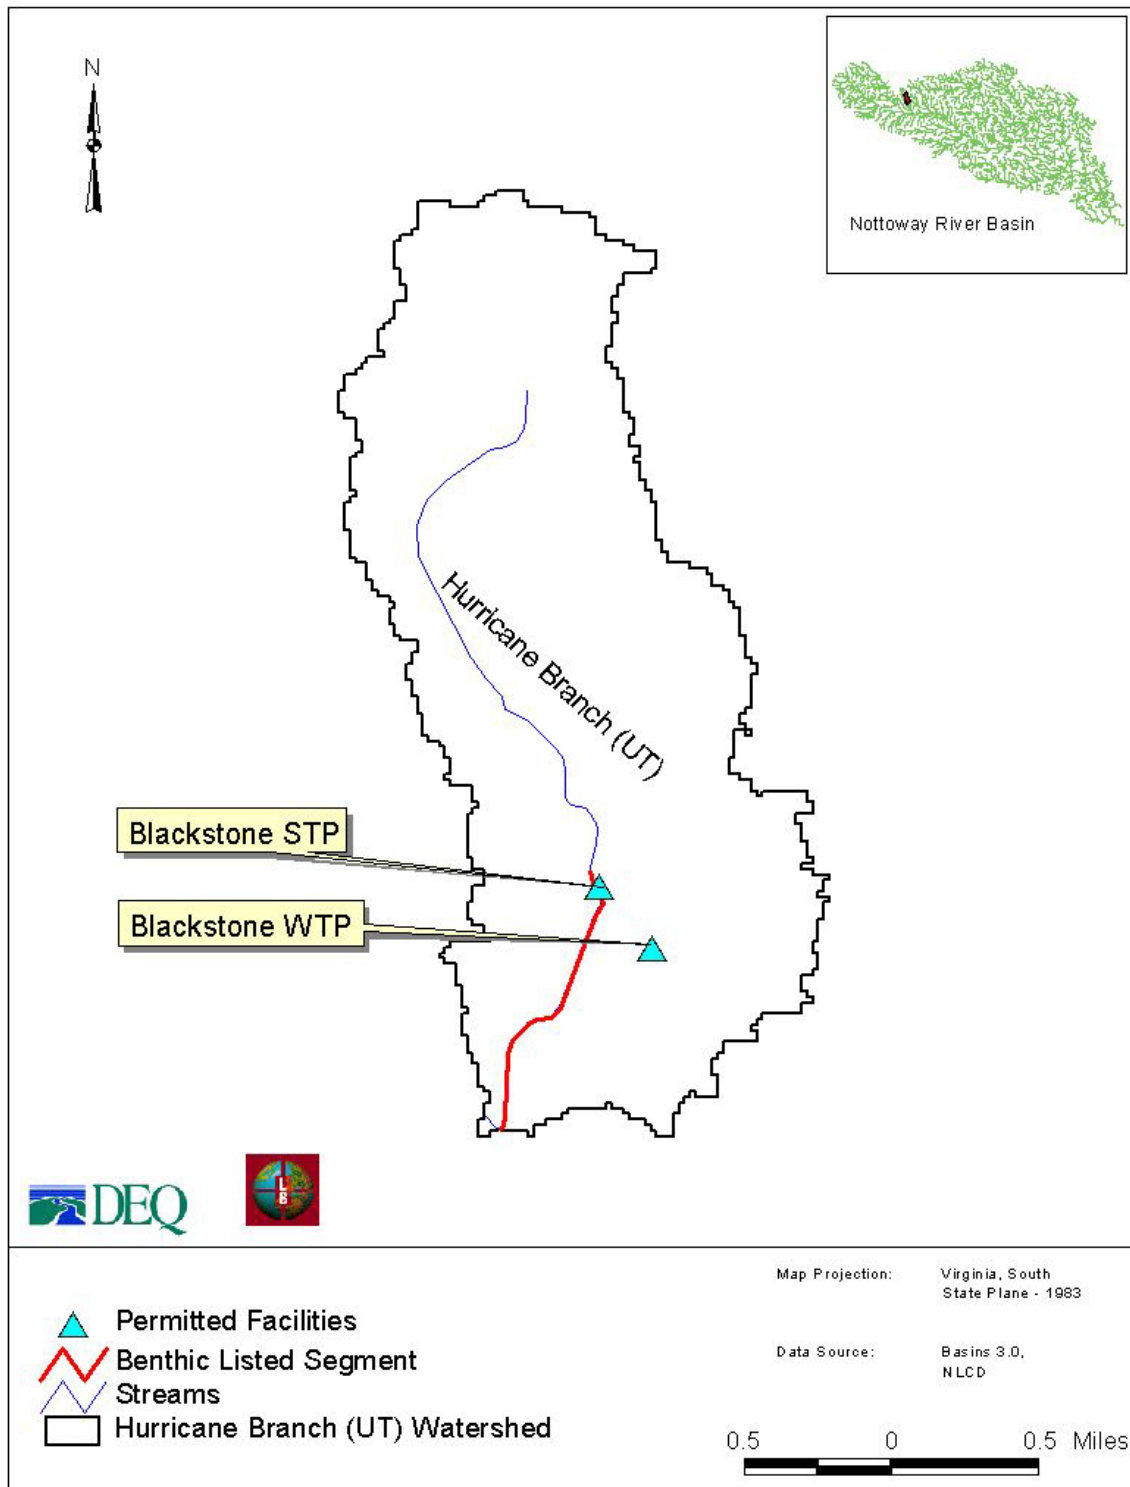 N
Nottoway River Basin
Hurricane Branch (UT)
Blackstone STP
Blackstone WTP
DEQ
L
B
Map Projection:
Virginia, South
State Plane - 1983
Permitted Facilities
Benthic Listed Segment
Data Source:
Basins 3.0,
NLCD
Streams
Hurricane Branch (UT) Watershed
0.5 0 0.5 Miles